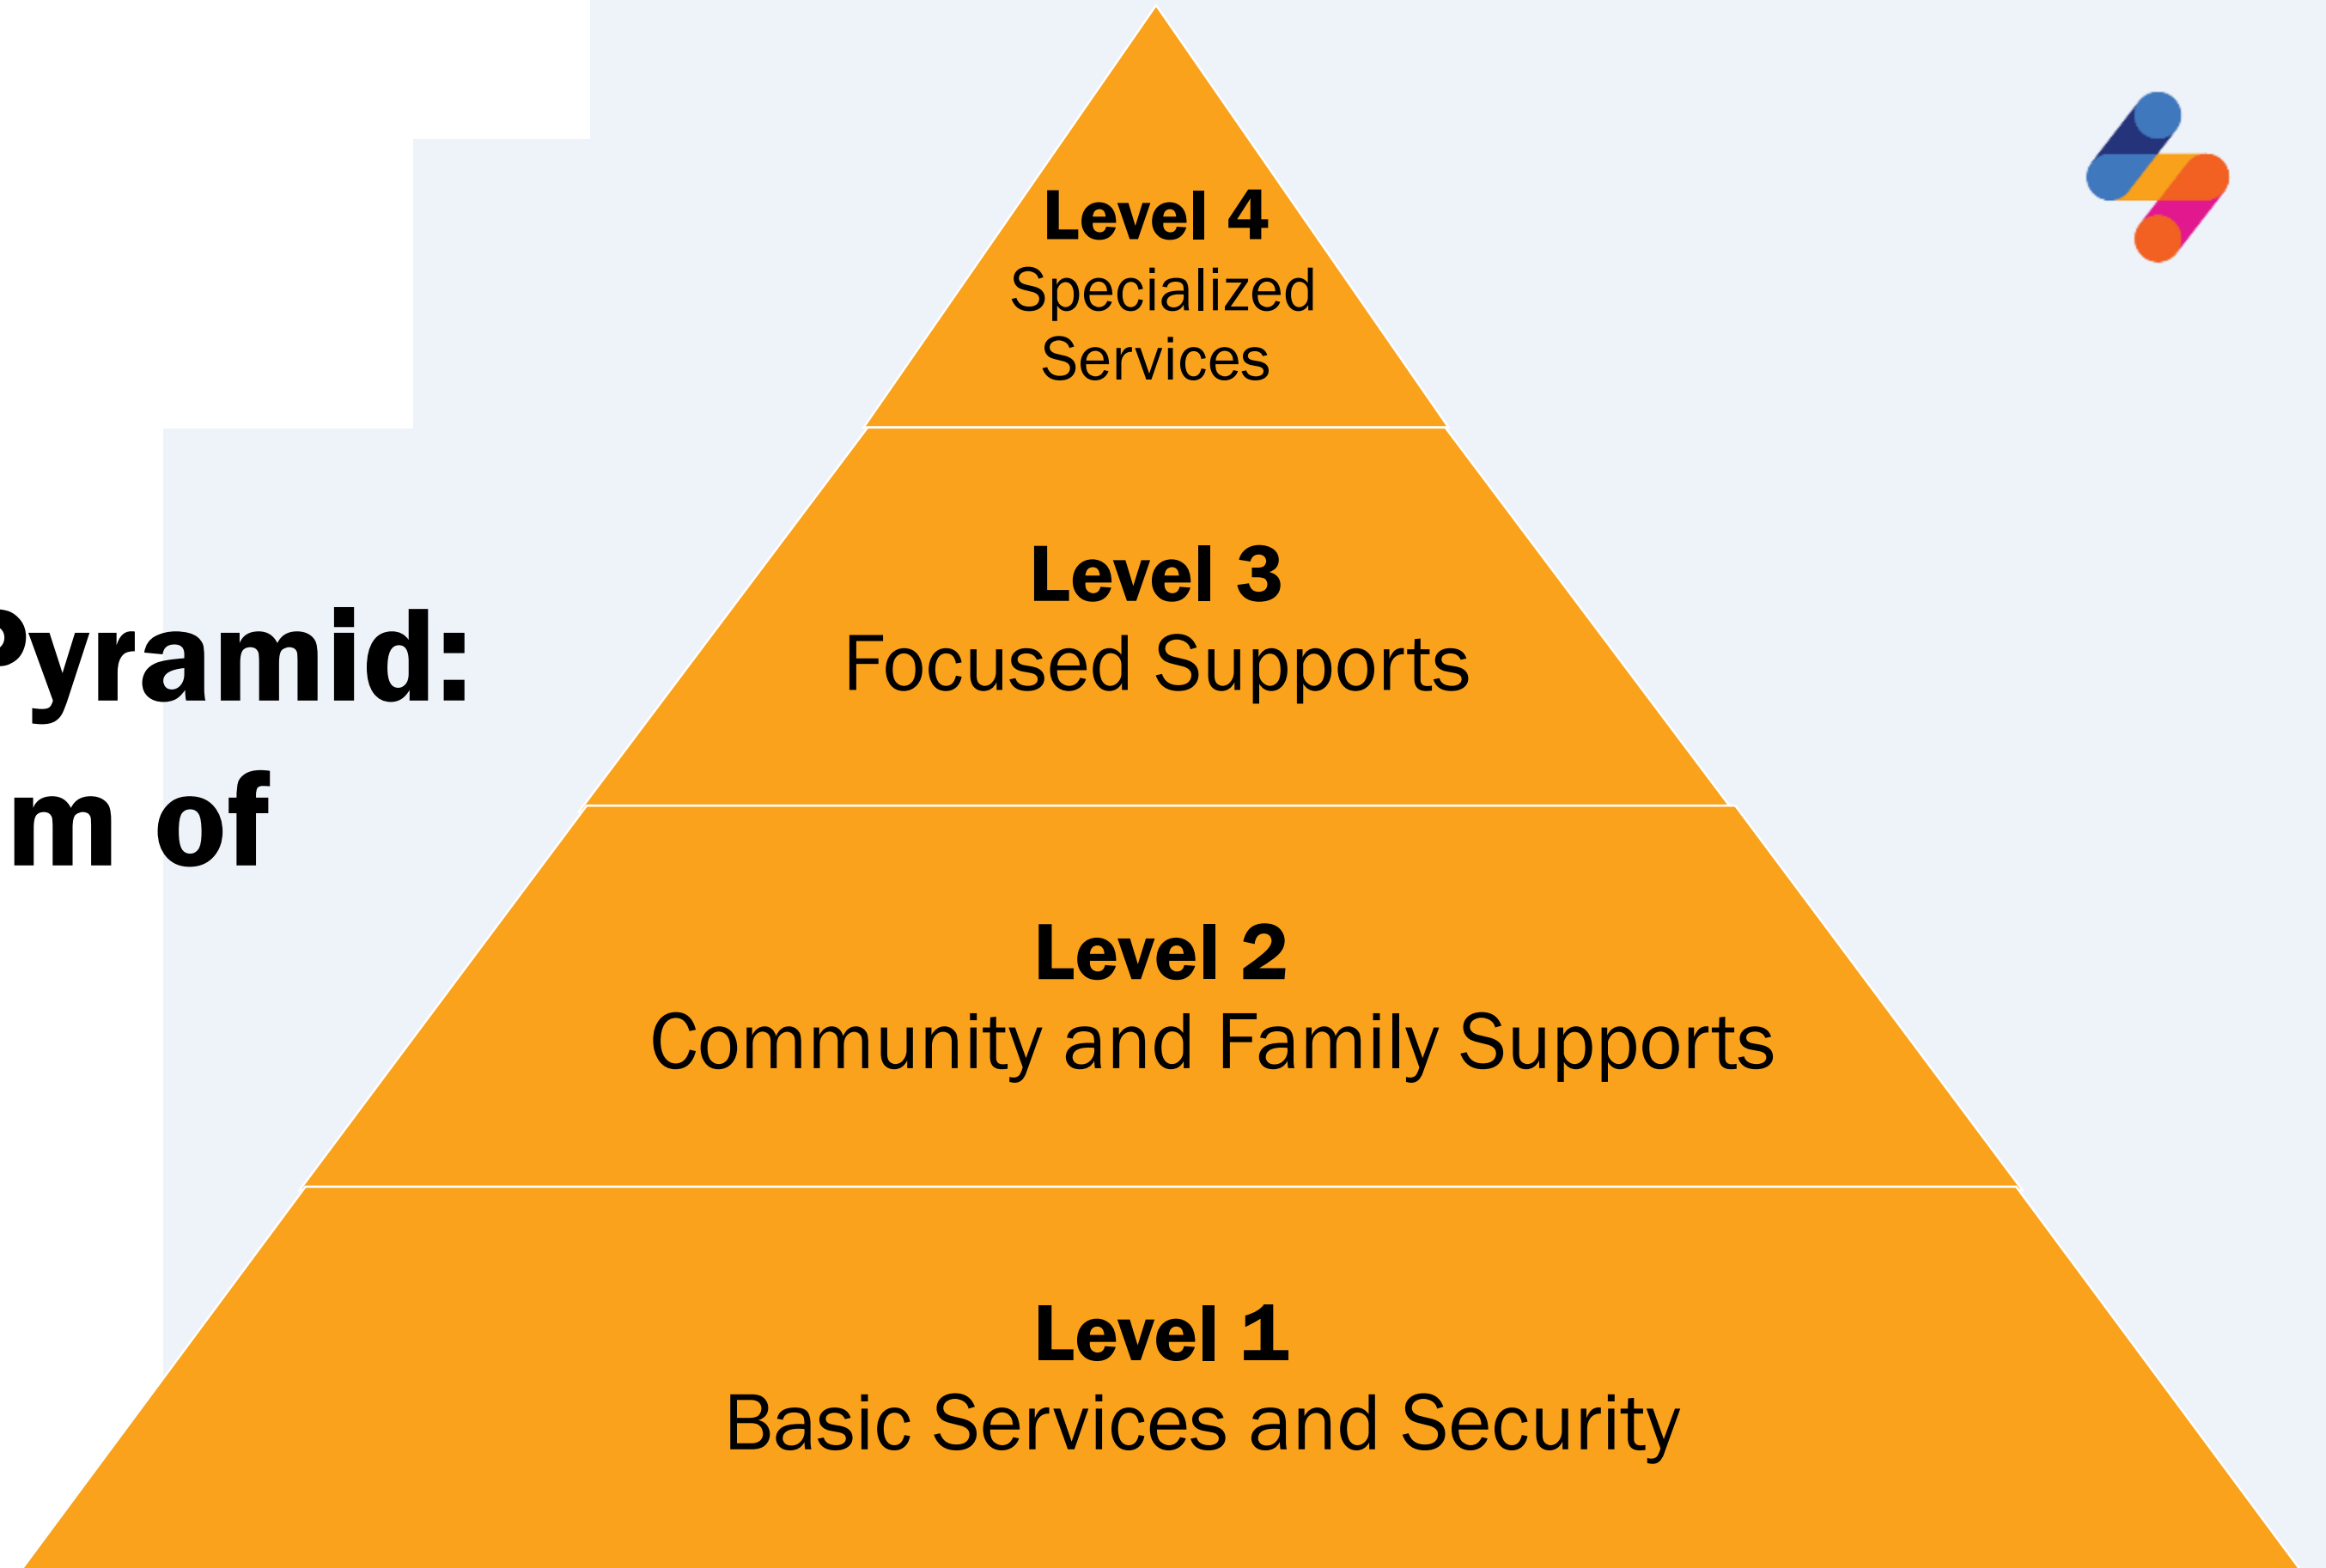 Pyramid:
m of
Level 4
Specialized
Services
Level 3
Focused Supports
Level 2
Community and Family Supports
Level 1
Basic Services and Security